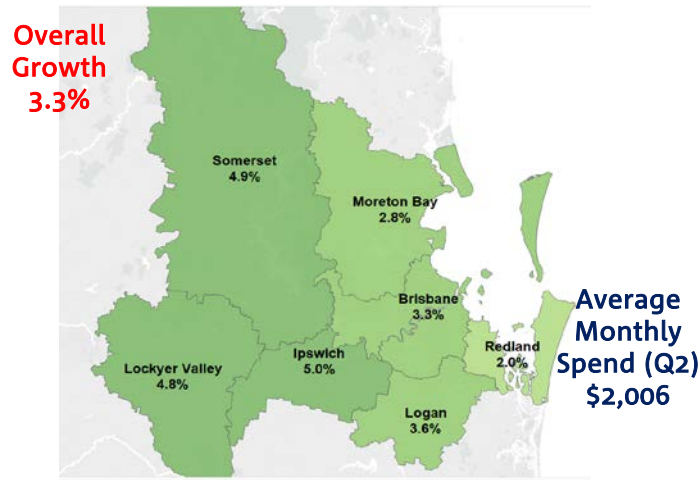 Overall
Growth
3.3%
Somerset
4.9%
Moreton Bay
2.8%
Brisbane
3.3%
Average
Monthly
Spend (Q2)
$2,006
Redland
2.0%
Ipswich
5.0%
Lockyer Valley
4.8%
Logan
3.6%